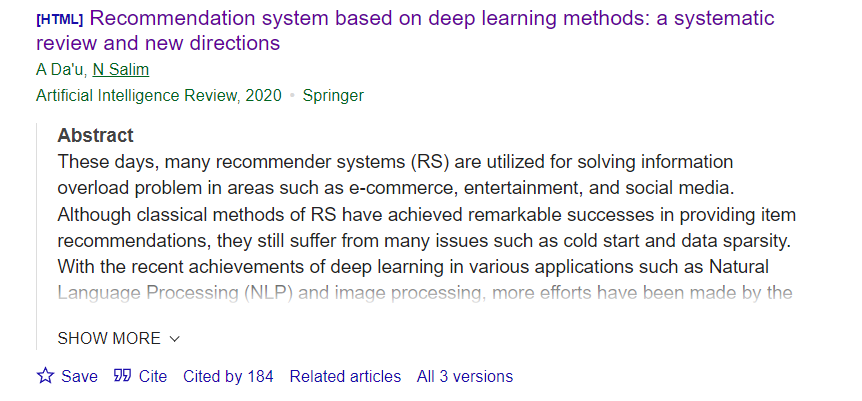 [HTML] Recommendation system based on deep learning methods: a systematic
review and new directions
A Da'u, N Salim
Artificial Intelligence Review, 2020 • Springer
Abstract
These days, many recommender systems (RS) are utilized for solving information
overload problem in areas such as e-commerce, entertainment, and social media.
Although classical methods of RS have achieved remarkable successes in providing item
recommendations, they still suffer from many issues such as cold start and data sparsity.
With the recent achievements of deep learning in various applications such as Natural
Language Processing (NLP) and image processing, more efforts have been made by the
SHOW MORE
Save Cite Cited by 184 Related articles All 3 versions